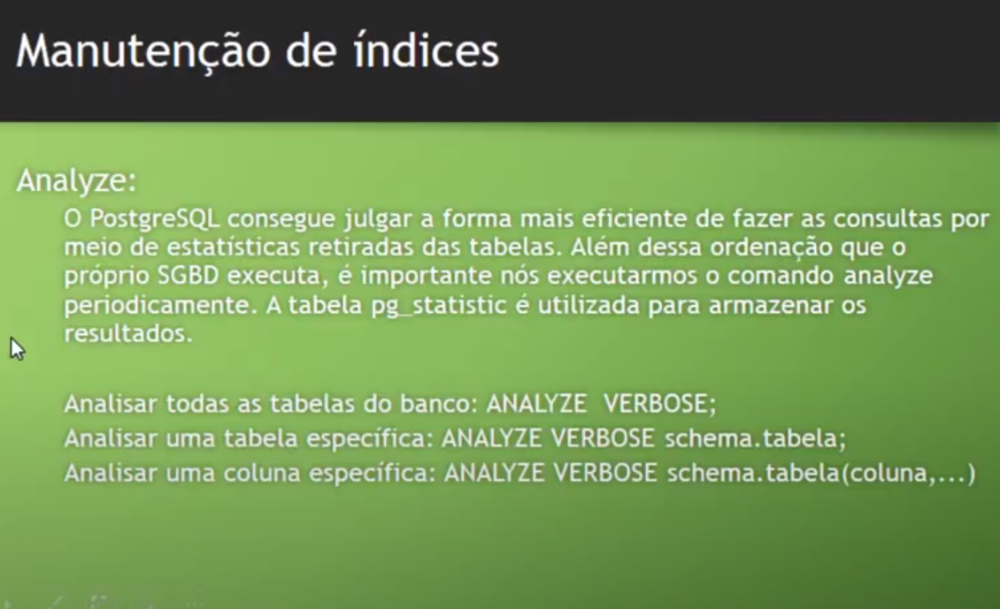 Manutenção de índices
Analyze:
O PostgreSQL consegue julgar a forma mais eficiente de fazer as consultas por
meio de estatísticas retiradas das tabelas. Além dessa ordenação que o
próprio SGBD executa, é importante nós executarmos o comando analyze
periodicamente. A tabela pg_statistic é utilizada para armazenar os
resultados.
Analisar todas as tabelas do banco: ANALYZE  VERBOSE;
Analisar uma tabela específica: ANALYZE VERBOSE schema.tabela;
Analisar uma coluna específica: ANALYZE VERBOSE schema.tabela(coluna,...)